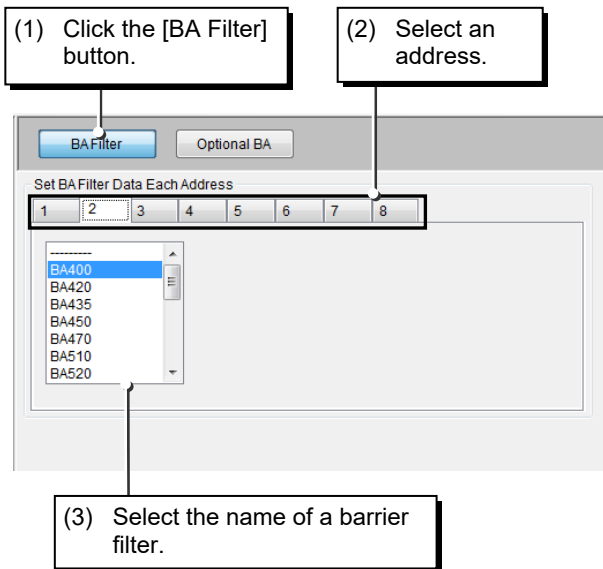 (1) Click the [BA Filter]
button.
(2) Select an
address.
BA Filter
Optional BA
Set BA Filter Data Each Address
1 2 3 4 5 6 7 8
---------
BA400
BA420
BA435
BA450
BA470
BA510
BA520
(3) Select the name of a barrier
filter.